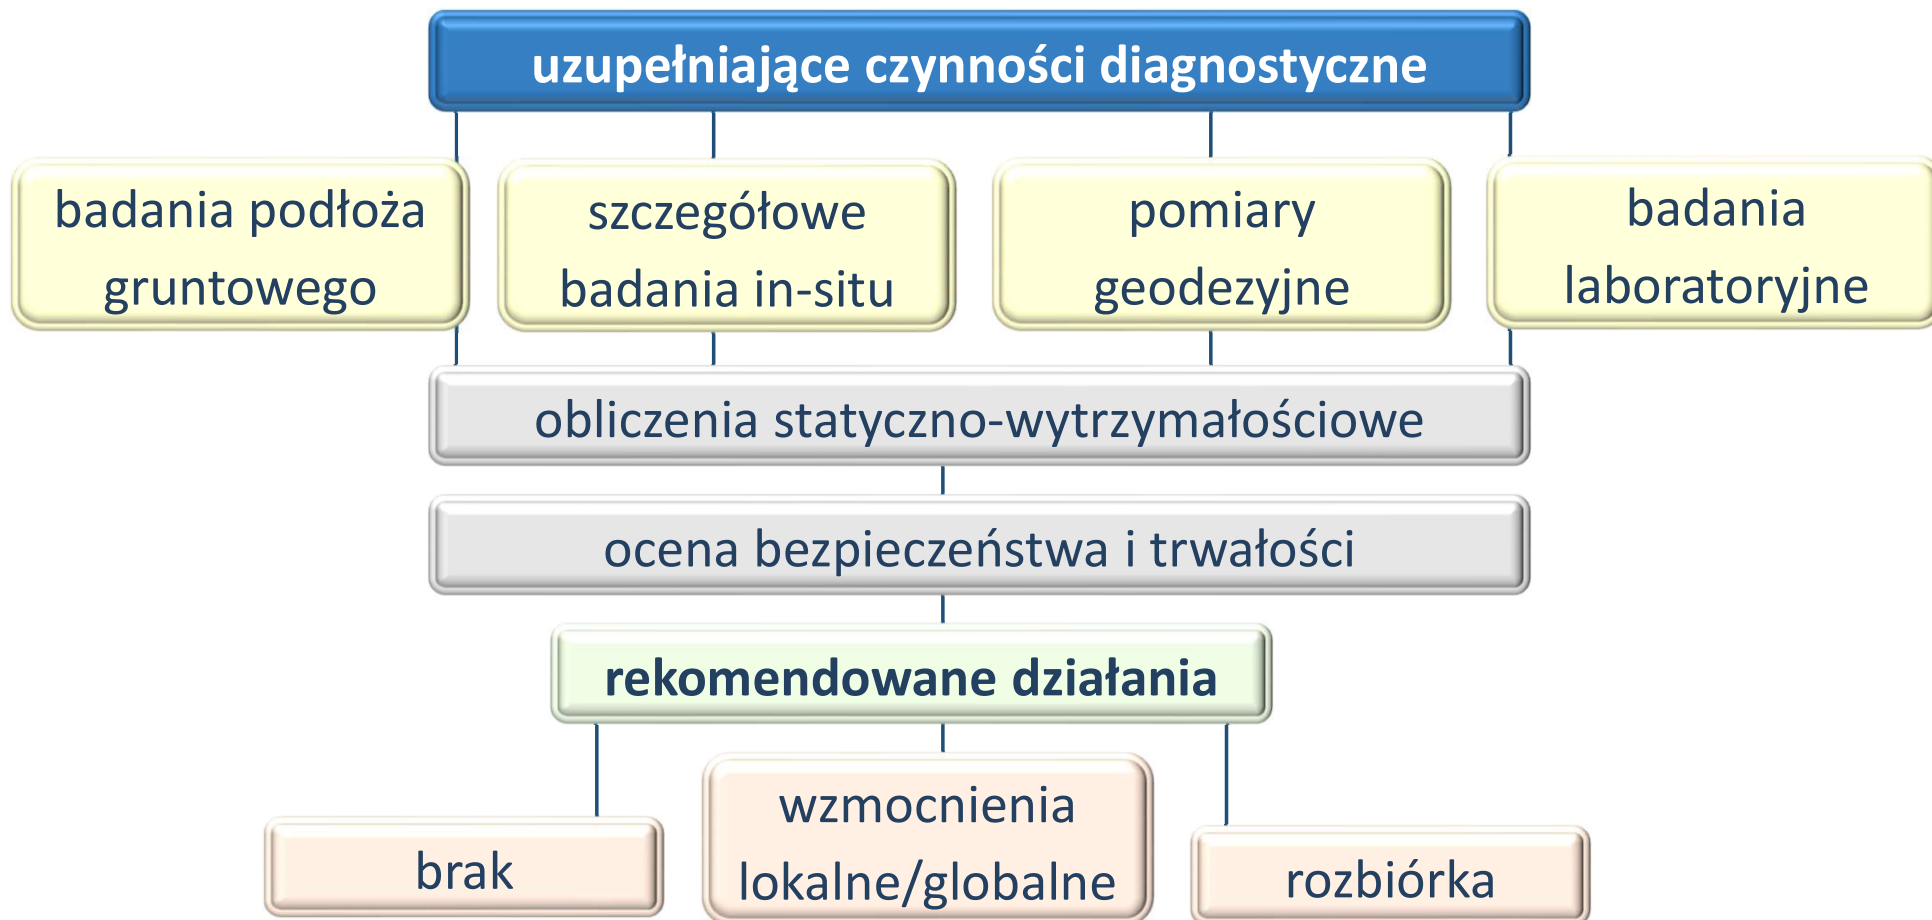 uzupełniające czynności diagnostyczne
badania podłoża
gruntowego
szczegółowe
badania in-situ
pomiary
geodezyjne
badania
laboratoryjne
obliczenia statyczno-wytrzymałościowe
ocena bezpieczeństwa i trwałości
rekomendowane działania
brak
wzmocnienia
lokalne/globalne
rozbiórka